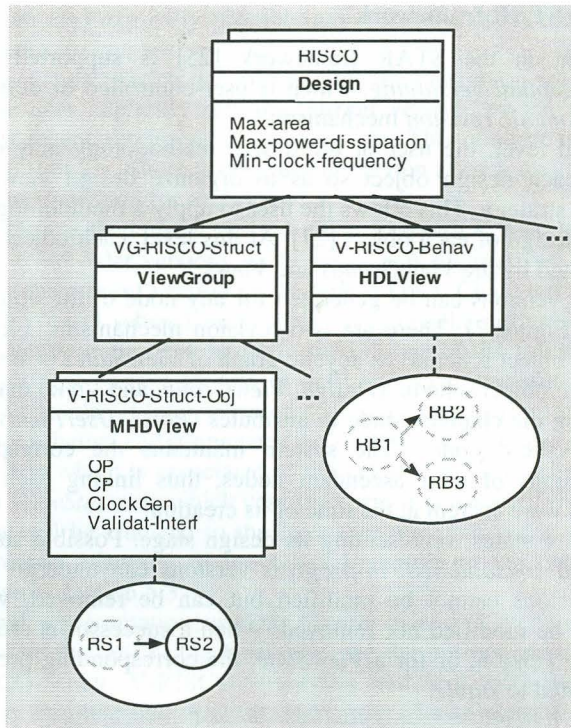 RISCO
Design
Max-area
Max-power-dissipation
Min-clock-frequency
VG-RISCO-Struct
ViewGroup
V-RISCO-Behav
HDLView
...
V-RISCO-Struct-Obj
MHDView
OP
CP
ClockGen
Validat-Interf
...
RB1
RB2
RB3
RS1
RS2